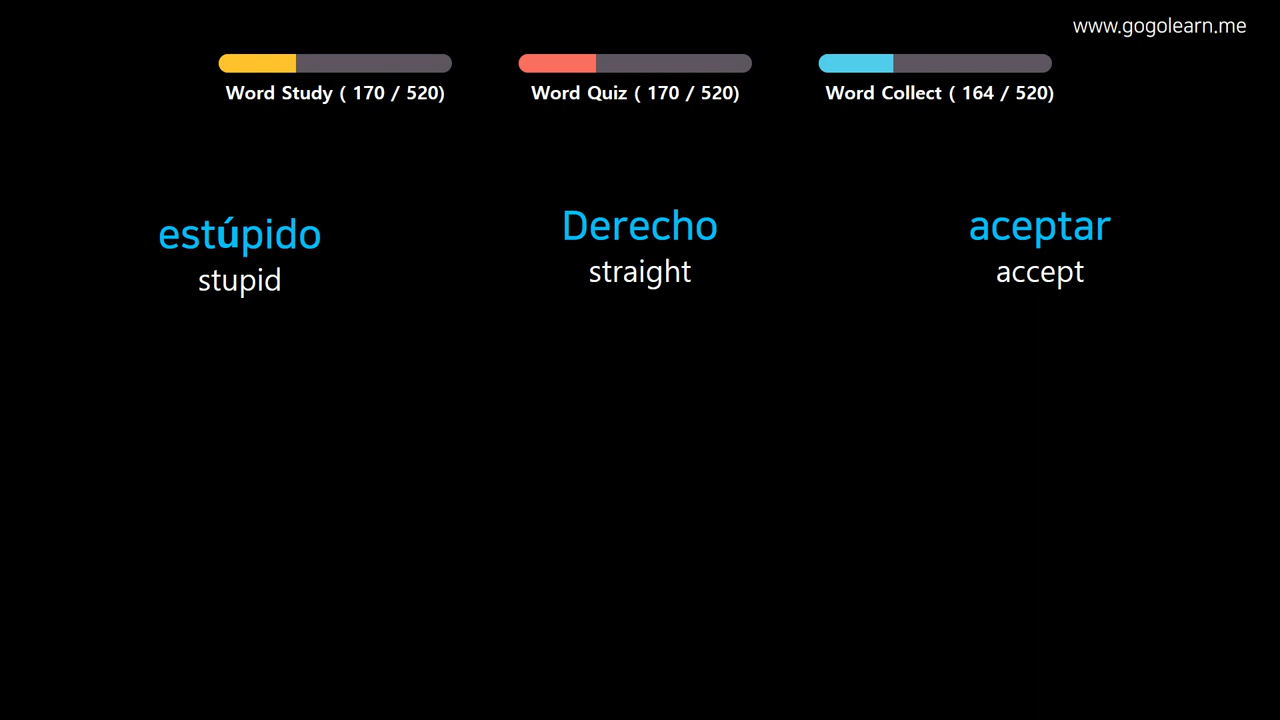 www.gogolearn.me
Word Study ( 170 / 520)
Word Quiz ( 170 / 520)
Word Collect ( 164 / 520)
estúpido
stupid
Derecho
straight
aceptar
accept